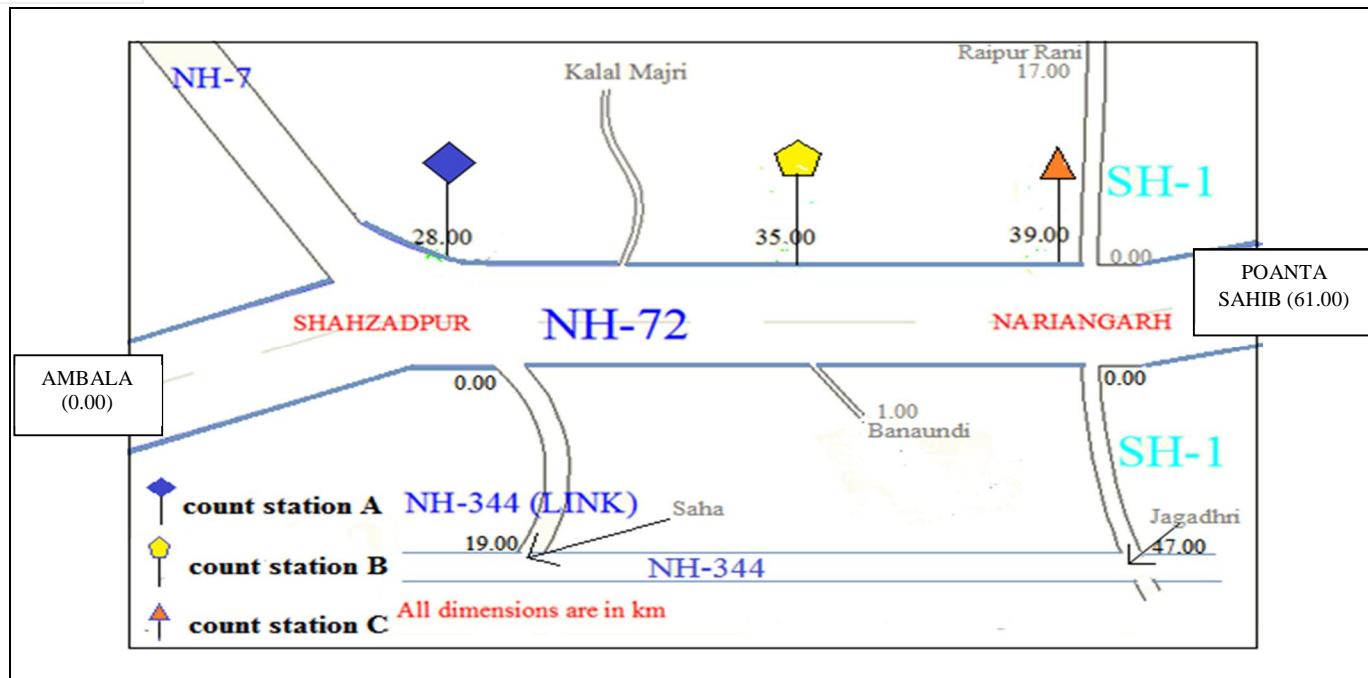 NH-7
Kalal Majri
Raipur Rani
17.00
SH-1
28.00
35.00
39.00
0.00
POANTA
SAHIB (61.00)
SHAHZADPUR
NH-72
NARIANGARH
AMBALA
(0.00)
0.00
0.00
1.00
Banaundi
SH-1
count station A
NH-344 (LINK)
Saha
Jagadhri
19.00
47.00
count station B
NH-344
count station C
All dimensions are in km